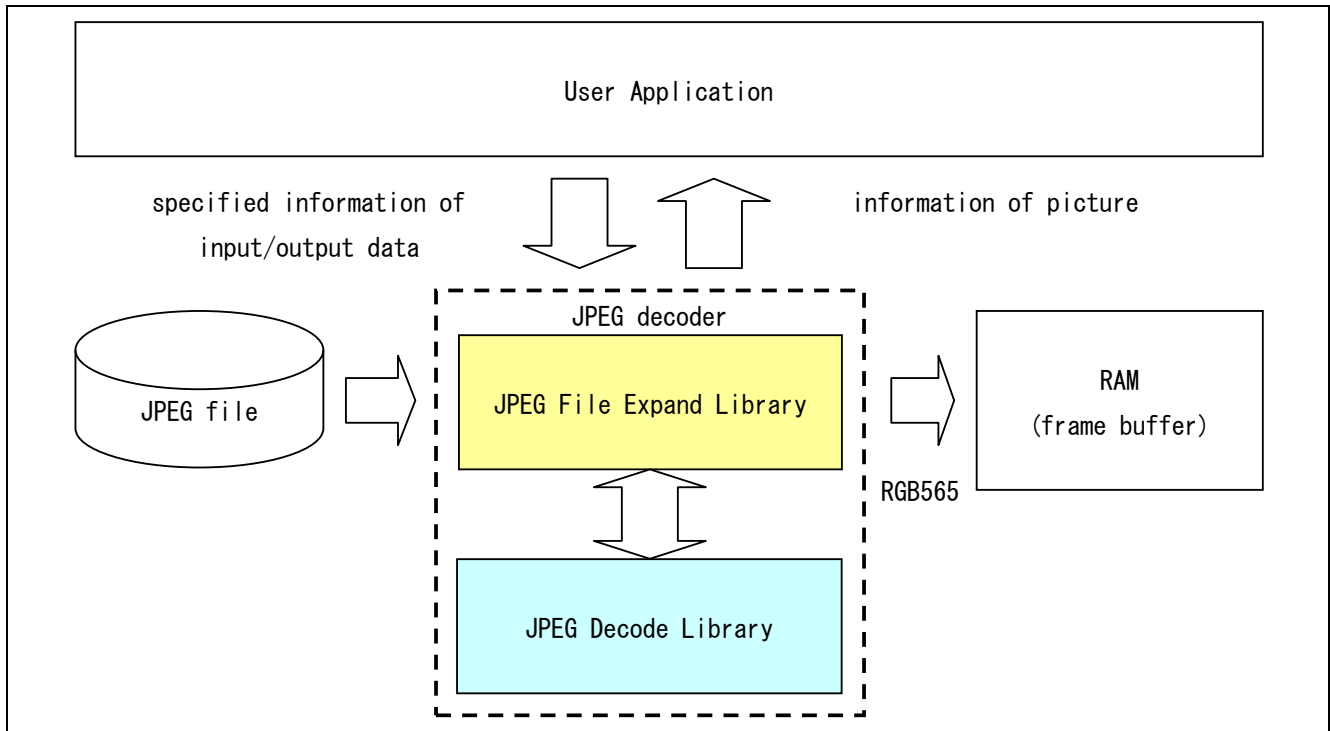 User Application
specified information of
input/output data
information of picture
JPEG decoder
JPEG file
JPEG File Expand Library
RAM
(frame buffer)
RGB565
JPEG Decode Library